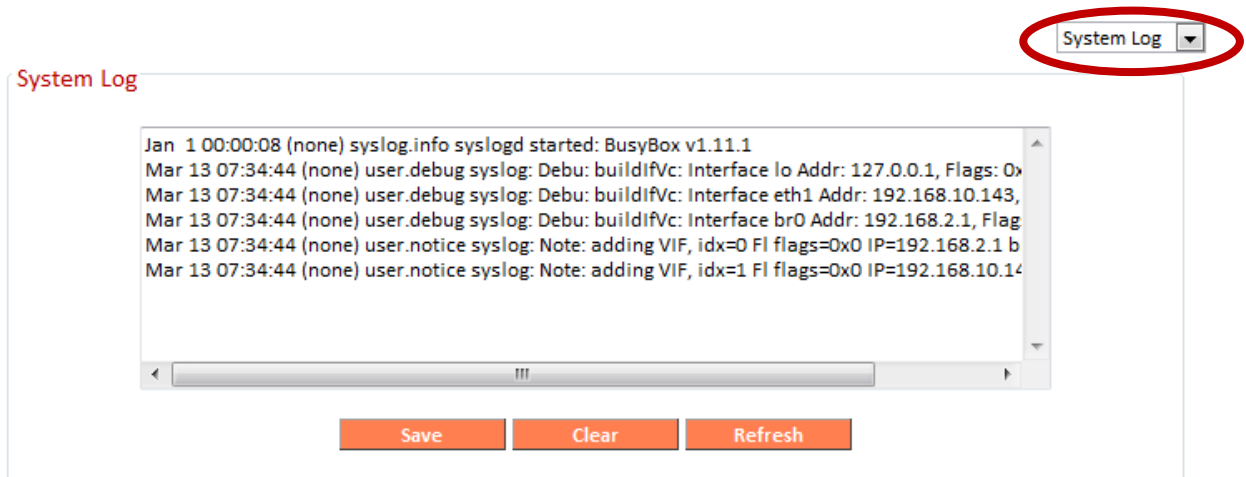 System Log
System Log
Jan  1 00:00:08 (none) syslog.info syslogd started: BusyBox v1.11.1
Mar 13 07:34:44 (none) user.debug syslog: Debu: buildIfVc: Interface lo Addr: 127.0.0.1, Flags: 0x
Mar 13 07:34:44 (none) user.debug syslog: Debu: buildIfVc: Interface eth1 Addr: 192.168.10.143,
Mar 13 07:34:44 (none) user.debug syslog: Debu: buildIfVc: Interface br0 Addr: 192.168.2.1, Flag
Mar 13 07:34:44 (none) user.notice syslog: Note: adding VIF, idx=0 Fl flags=0x0 IP=192.168.2.1 b
Mar 13 07:34:44 (none) user.notice syslog: Note: adding VIF, idx=1 Fl flags=0x0 IP=192.168.10.14
Save Clear Refresh